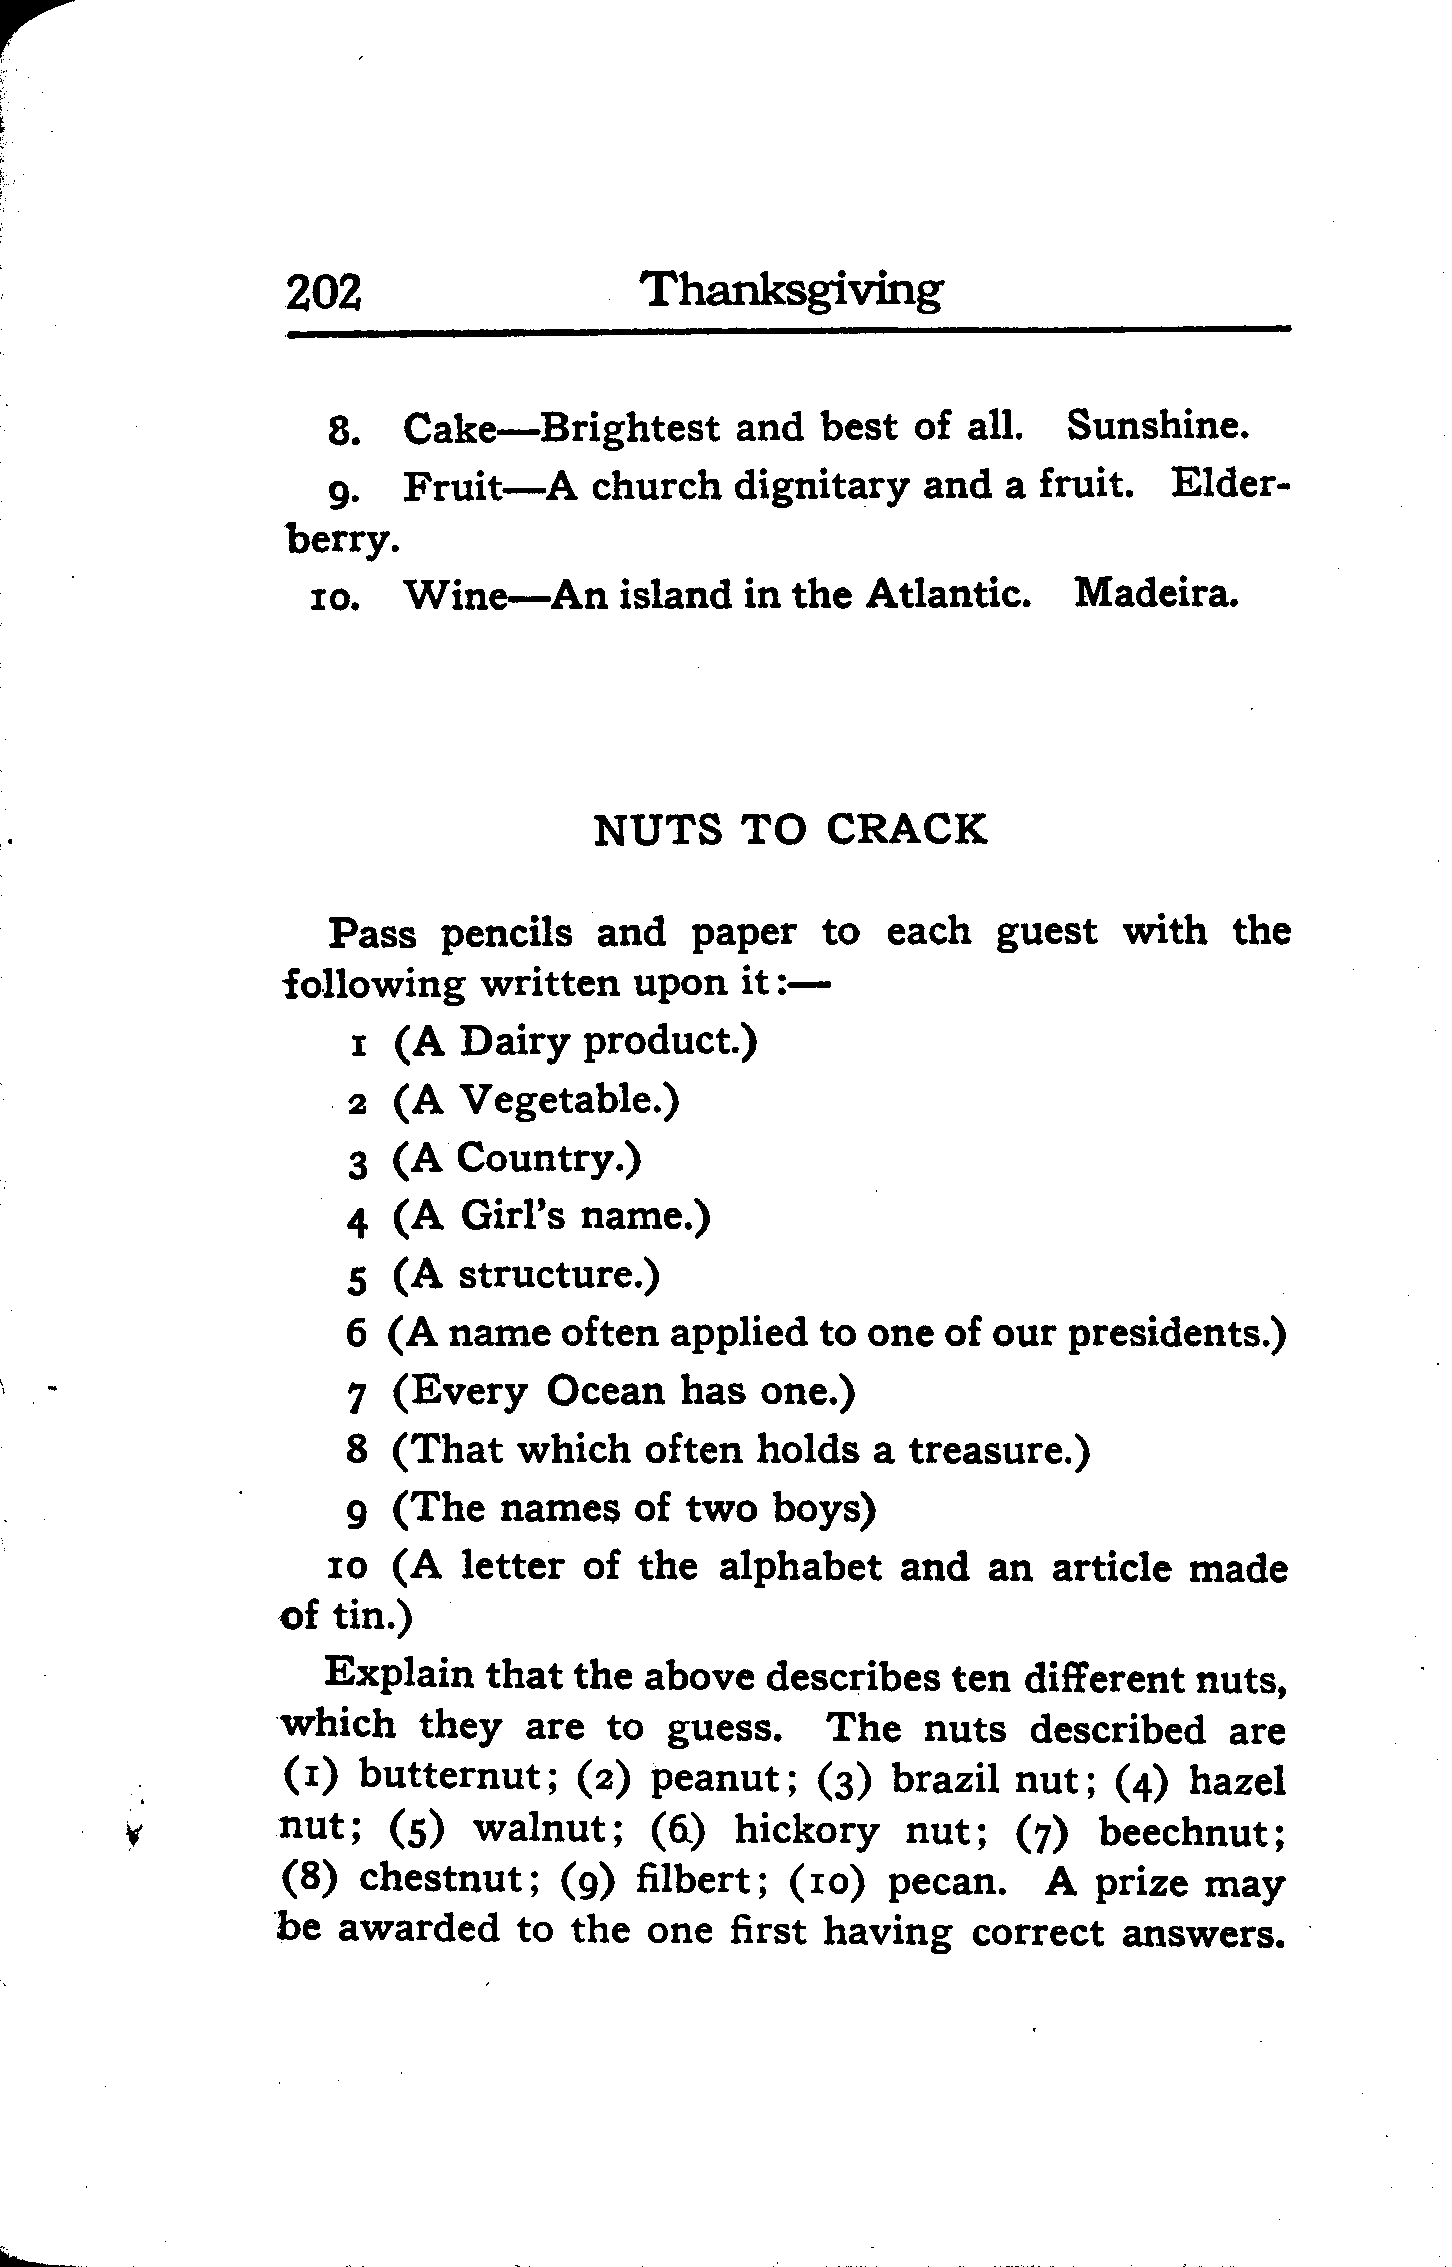 202 Thanksgiving
8. Cake—Brightest and best of all. Sunshine.
9. Fruit—A church dignitary and a fruit. Elder-
berry.
10. Wine—An island in the Atlantic. Madeira.
NUTS TO CRACK
Pass pencils and paper to each guest with the
following written upon it:—
1 (A Dairy product.)
2 (A Vegetable.)
3 (A Country.)
4 (A Girl's name.)
5 (A structure.)
6 (A name often applied to one of our presidents.)
7 (Every Ocean has one.)
8 (That which often holds a treasure.)
9 (The names of two boys)
10 (A letter of the alphabet and an article made
of tin.)
Explain that the above describes ten different nuts,
which they are to guess. The nuts described are
(1) butternut; (2) peanut; (3) brazil nut; (4) hazel
nut; (5) walnut; (6) hickory nut; (7) beechnut;
(8) chestnut; (9) filbert; (10) pecan. A prize may
be awarded to the one first having correct answers.